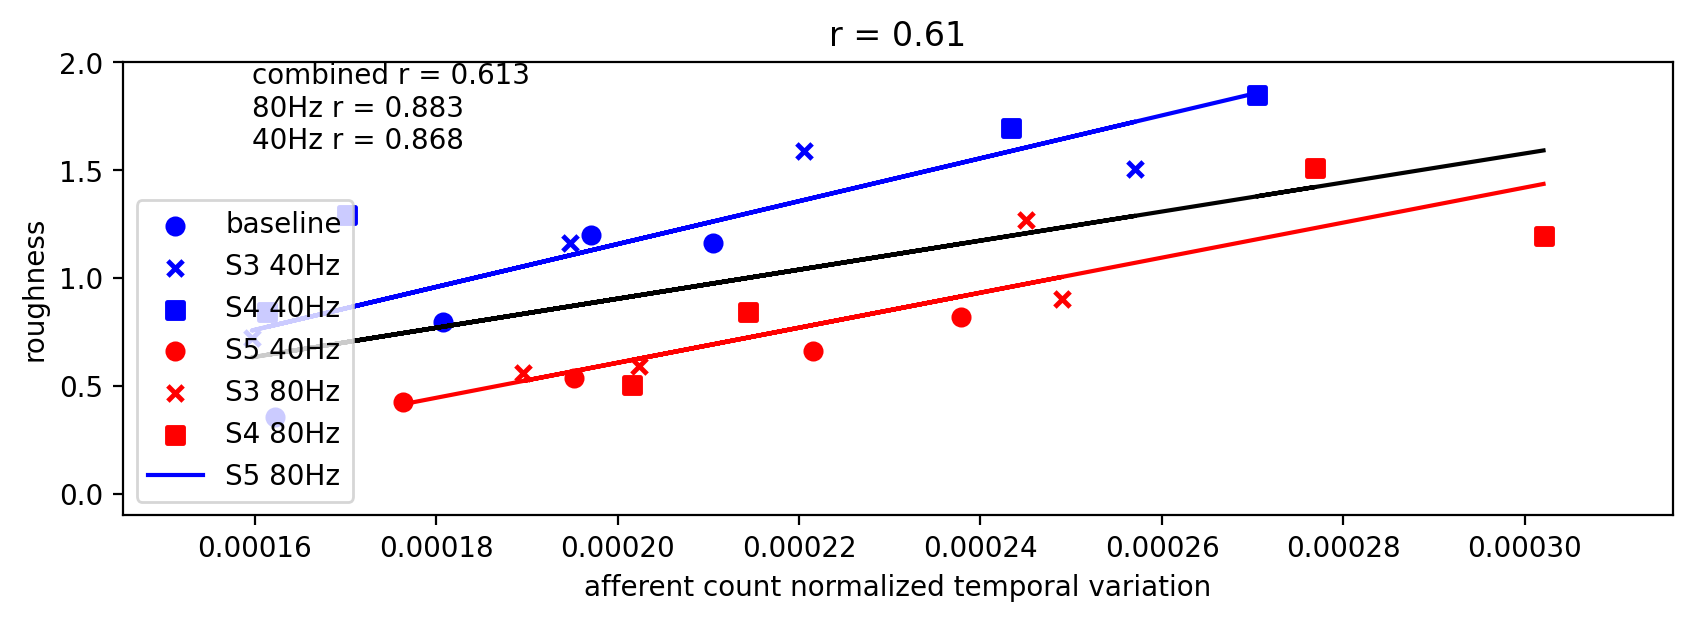 r = 0.61
combined r = 0.613
80Hz r = 0.883
40Hz r = 0.868
baseline
S3 40Hz
S4 40Hz
S5 40Hz
S3 80Hz
S4 80Hz
S5 80Hz
roughness
2.0
1.5
1.0
0.5
0.0
0.00016 0.00018 0.00020 0.00022 0.00024 0.00026 0.00028 0.00030
afferent count normalized temporal variation